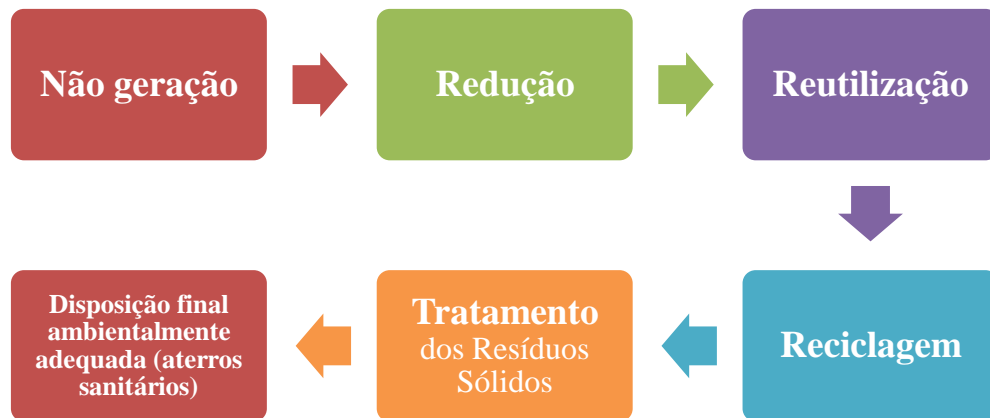 Não geração
Redução
Reutilização
Reciclagem
Tratamento
dos Resíduos
Sólidos
Disposição final
ambientalmente
adequada (aterros
sanitários)